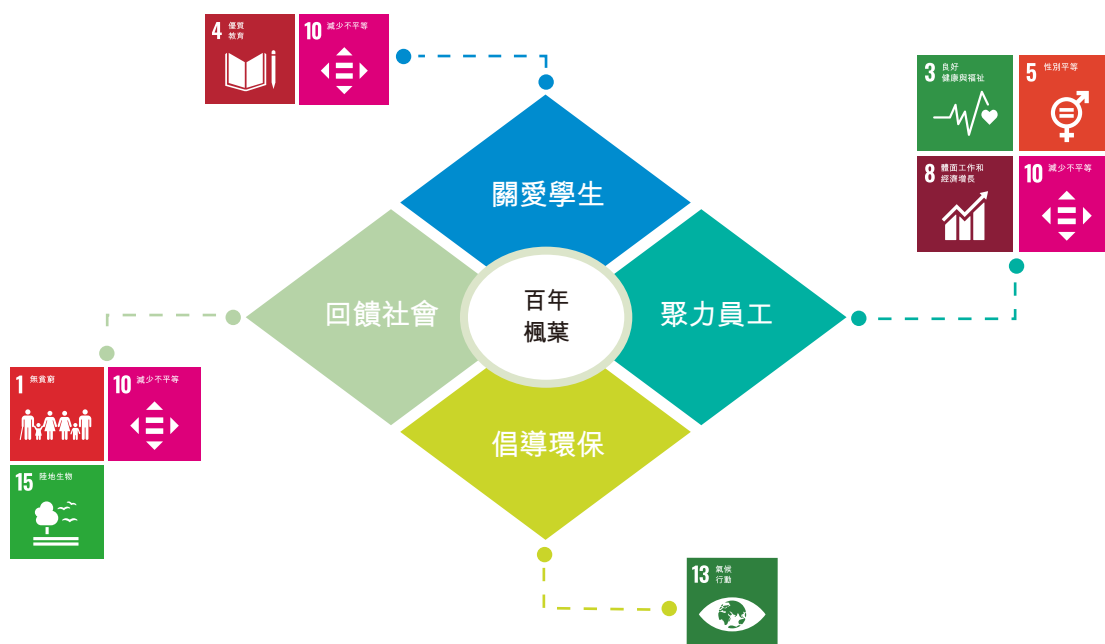 4 優質
教育
10 減少不平等
3 良好
健康與福祉
5 性別平等
8 體面工作和
經濟增長
10 減少不平等
關愛學生
回饋社會
百年
楓葉
聚力員工
倡導環保
1 無貧窮
10 減少不平等
15 陸地生物
13 氣候
行動